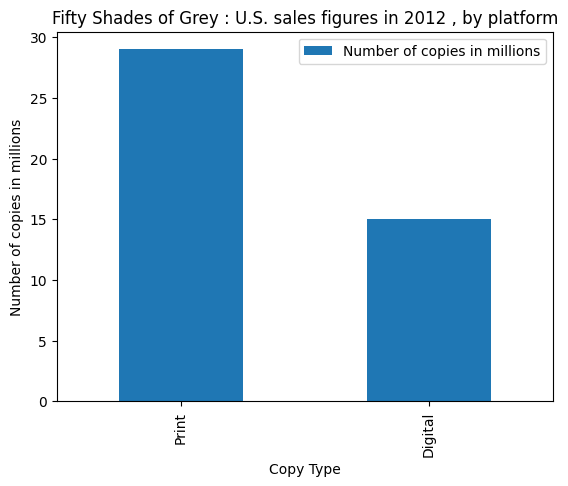 Fifty Shades of Grey : U.S. sales figures in 2012 , by platform
Number of copies in millions
Number of copies in millions
30
25
20
15
10
5
0
Print
Digital
Copy Type